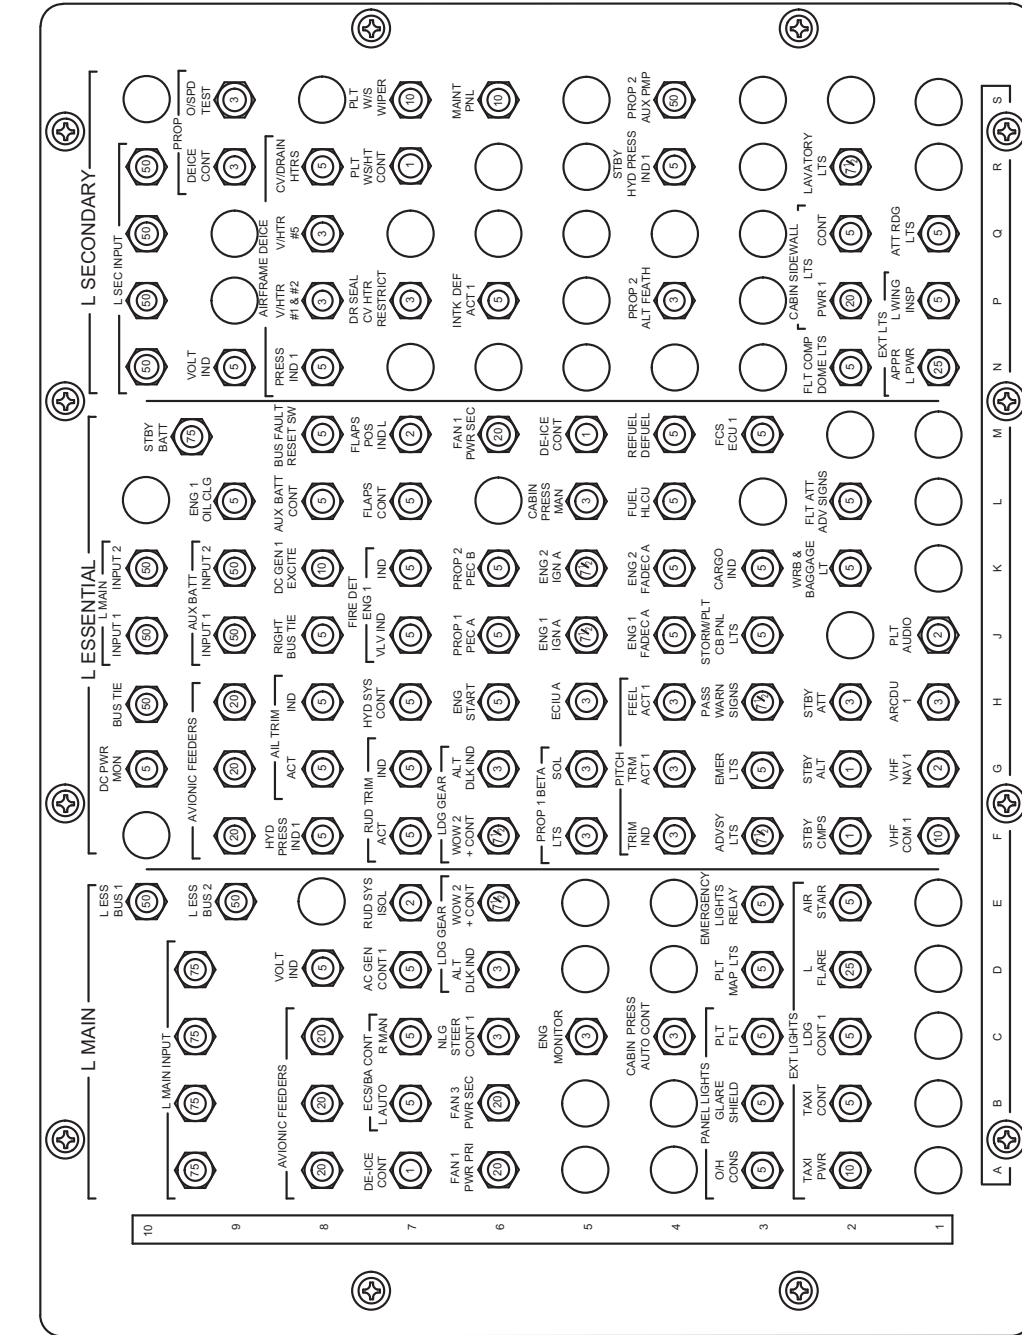 L MAIN
L ESSENTIAL
L SECONDARY
L MAIN INPUT
L ESS
BUS 1
DC PWR
MON
BUS TIE
L MAIN
INPUT 1
INPUT 2
STBY
BATT
L SEC INPUT
10
75
75
75
75
50
5
50
50
50
75
50
50
50
50
AVIONIC FEEDERS
L ESS
BUS 2
AVIONIC FEEDERS
AUX BATT
INPUT 1
INPUT 2
ENG 1
OIL CLG
VOLT
IND
PROP
DEICE
CONT
O/SPD
TEST
9
50
20
20
20
50
50
5
5
3
3
VOLT
IND
HYD
PRESS
IND 1
AIL TRIM
ACT
IND
RIGHT
BUS TIE
DC GEN 1
EXCITE
AUX BATT
CONT
BUS FAULT
RESET SW
AIRFRAME DEICE
PRESS
IND 1
V/HTR
#1 & #2
V/HTR
#5
CV/DRAIN
HTRS
8
20
20
20
5
5
5
5
5
10
5
5
5
3
3
5
DE-ICE
CONT
ECS/BA CONT
L AUTO
R MAN
AC GEN
CONT 1
RUD SYS
ISOL
RUD TRIM
ACT
IND
HYD SYS
CONT
FIRE DET
ENG 1
VLV IND
IND
FLAPS
CONT
FLAPS
POS
IND L
DR SEAL
CV HTR
RESTRICT
PLT
WS/HT
CONT
PLT
W/S
WIPER
7
1
5
5
5
2
5
5
5
5
5
5
2
3
1
10
FAN 1
PWR PRI
FAN 3
PWR SEC
NLG
STEER
CONT 1
LDG GEAR
ALT
DLK IND
WOW 2
+ CONT
LDG GEAR
WOW 2
+ CONT
ALT
DLK IND
ENG
START
PROP 1
PEC A
PROP 2
PEC B
FAN 1
PWR SEC
INTK DEF
ACT 1
MAINT
PNL
6
20
20
3
3
7½
7½
3
5
5
5
20
5
10
ENG
MONITOR
PROP 1 BETA
LTS
SOL
ECIU A
ENG 1
IGN A
ENG 2
IGN A
CABIN
PRESS
MAN
DE-ICE
CONT
5
3
3
3
5
7½
7½
3
1
CABIN PRESS
AUTO CONT
PITCH
TRIM
IND
TRM
ACT 1
FEEL
ACT 1
ENG 1
FADEC A
ENG 2
FADEC A
FUEL
HLCU
REFUEL
DEFUEL
PROP 2
ALT FEATH
STBY
HYD PRESS
IND 1
PROP 2
AUX PMP
4
3
3
3
3
5
5
5
5
3
5
50
PANEL LIGHTS
O/H
CONS
GLARE
SHIELD
PLT
FLT
PLT
MAP LTS
EMERGENCY
LIGHTS
RELAY
ADVSY
LTS
EMER
LTS
PASS
WARN
SIGNS
STORM/PLT
CB PNL
LTS
CARGO
IND
FCS
ECU 1
3
5
5
5
5
5
7½
5
7½
5
5
5
EXT LIGHTS
TAXI
PWR
TAXI
CONT
LDG
CONT 1
L
FLARE
AIR
STAIR
STBY
CMPS
STBY
ALT
STBY
ATT
WRB &
BAGGAGE
LT
FLT ATT
ADV SIGNS
FLT COMP
DOME LTS
CABIN SIDEWALL
LTS
PWR 1
CONT
LAVATORY
LTS
2
10
5
5
25
5
1
1
3
5
5
5
20
5
7½
VHF
COM 1
VHF
NAV 1
ARCDU
1
PLT
AUDIO
EXT LTS
APPR
L PWR
L WING
INSP
ATT RDG
LTS
1
10
2
3
2
25
5
5
A B C D E F G H J K L M N P Q R S